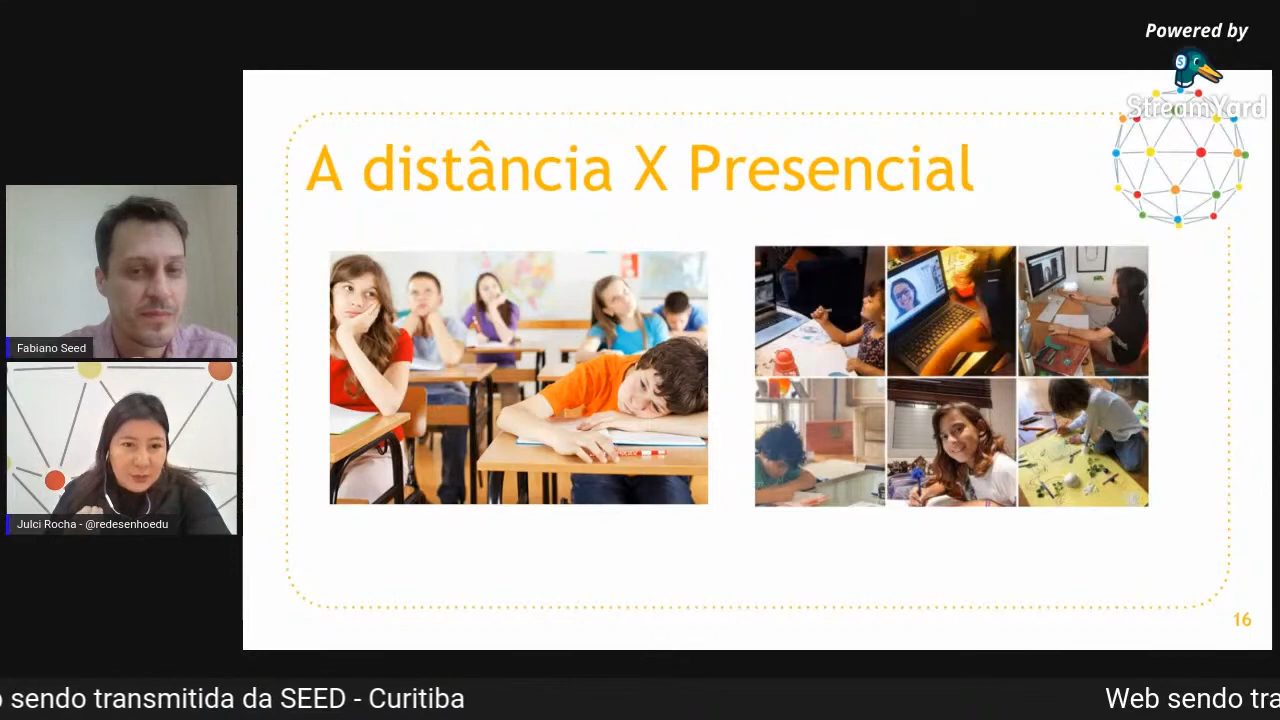 Powered by
StreamYard
A distância X Presencial
Fabiano Seed
Julci Rocha - @redesenhoedu
16
sendo transmitida da SEED - Curitiba
Web sendo tra